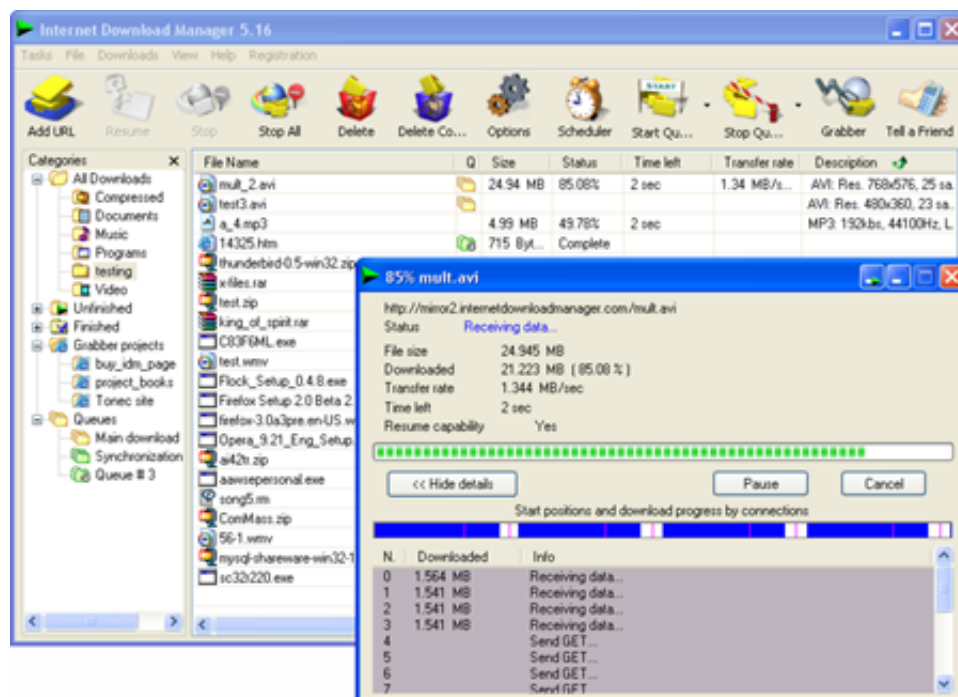 Internet Download Manager 5.16
Tasks File Downloads View Help Registration
Add URL Resume Stop Stop All Delete Delete Co... Options Scheduler Start Qu... Stop Qu... Grabber Tell a Friend
START
Categories
All Downloads
Compressed
Documents
Music
Programs
testing
Video
Unfinished
Finished
Grabber projects
buy_idm_page
project_books
Tonec site
Queues
Main download
Synchronization
Queue # 3
File Name Q Size Status Time left Transfer rate Description
mult_2.avi 24.94 MB 85.08% 2 sec 1.34 MB/s... AVI: Res. 768x576, 25 sa.
test3.avi AVI: Res. 480x360, 23 sa..
a_4.mp3 4.99 MB 49.78% 2 sec MP3: 192kbs, 44100Hz, L.
14325.htm 715 Byt... Complete
thunderbird-0.5-win32.zip
x-files.rar
test.zip
king_of_spirit.rar
C83F6ML.exe
test.wmv
Flock_Setup_0.4.8.exe
Firefox Setup 2.0 Beta 2.
firefox-3.0a3pre.en-US.w
Opera_9.21_Eng_Setup.
ai42tr.zip
aawsepersonal.exe
song5.rm
ComMass.zip
56-1.wmv
mysql-shareware-win32-1
sc32x220.exe
85% mult.avi
http://mirror2.internetdownloadmanager.com/mult.avi
Status Receiving data...
File size 24.945 MB
Downloaded 21.223 MB ( 85.08 % )
Transfer rate 1.344 MB/sec
Time left 2 sec
Resume capability Yes
<< Hide details Pause Cancel
Start positions and download progress by connections
N. Downloaded Info
0 1.564 MB Receiving data...
1 1.541 MB Receiving data...
2 1.541 MB Receiving data...
3 1.541 MB Receiving data...
4 Send GET...
5 Send GET...
6 Send GET...
7 Send GET